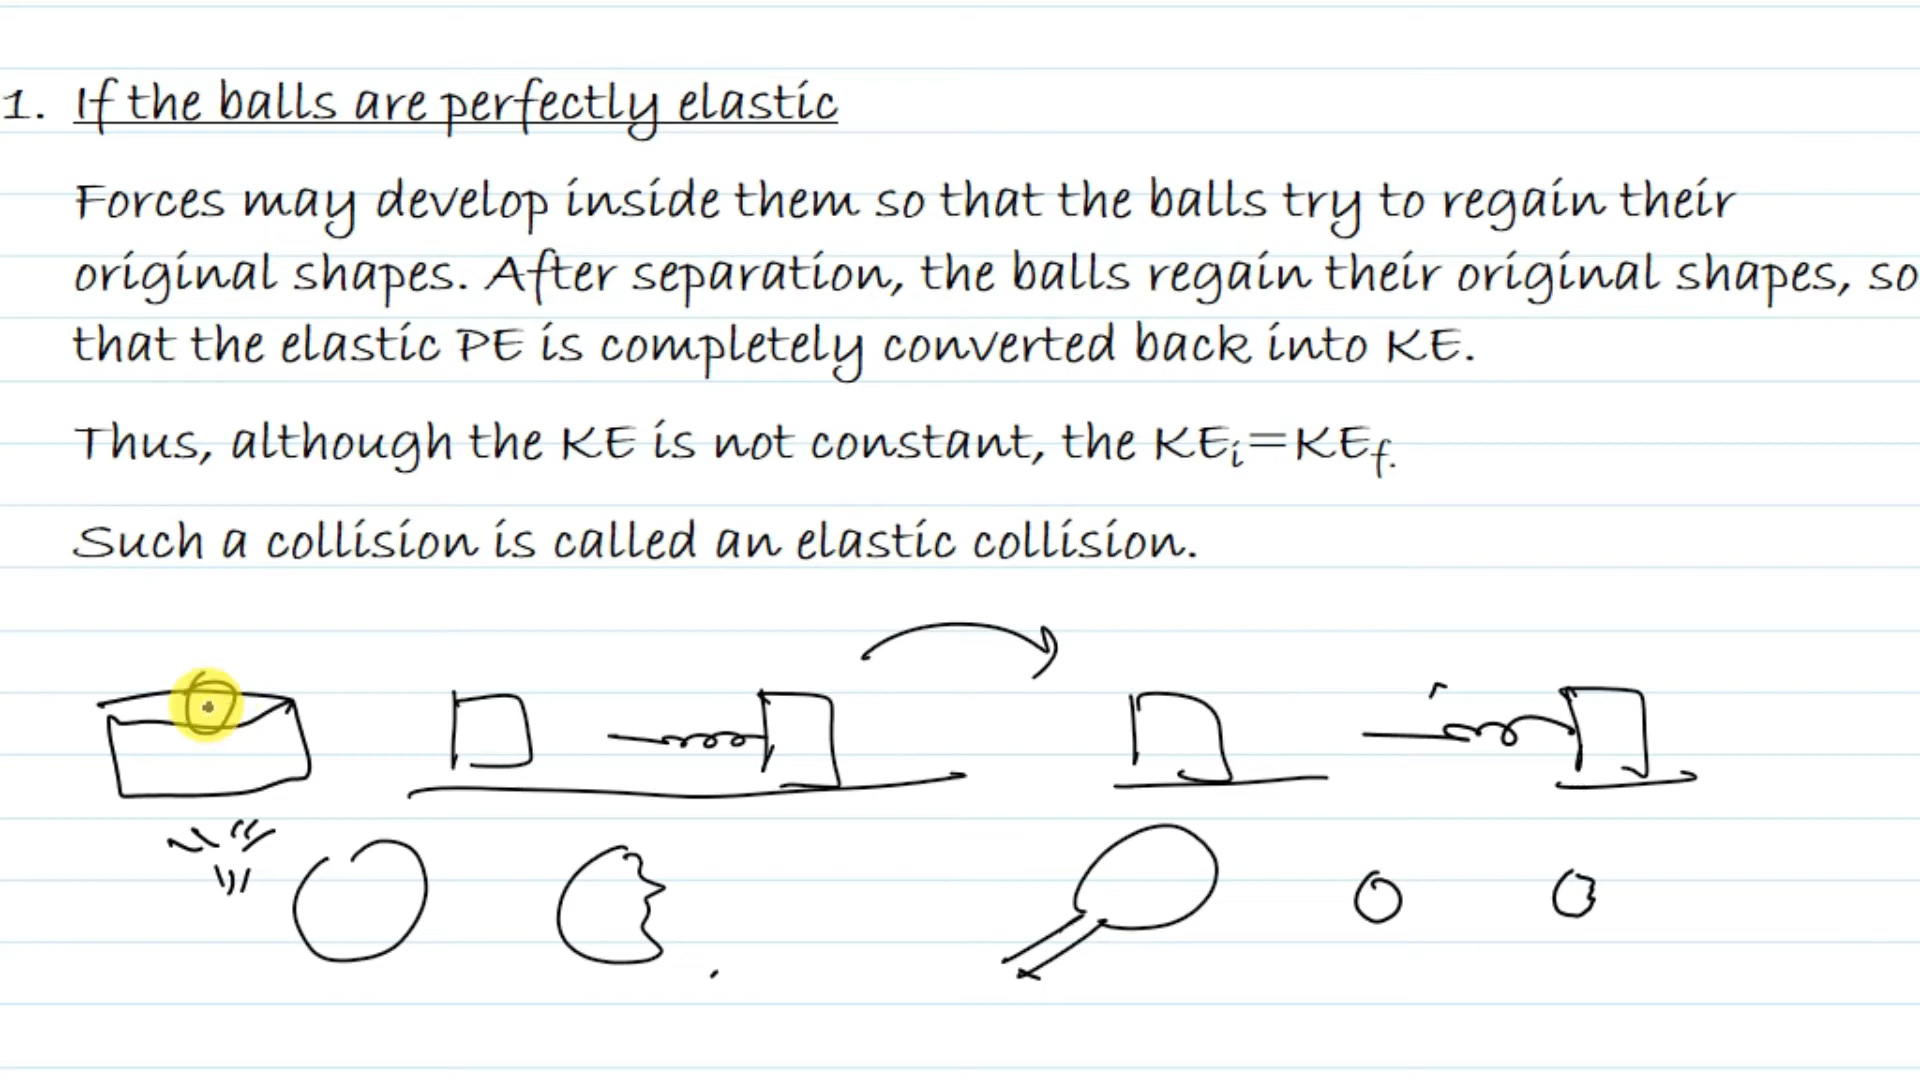 1. If the balls are perfectly elastic
Forces may develop inside them so that the balls try to regain their
original shapes. After separation, the balls regain their original shapes, so
that the elastic PE is completely converted back into KE.
Thus, although the KE is not constant, the KEᵢ=KEf.
Such a collision is called an elastic collision.